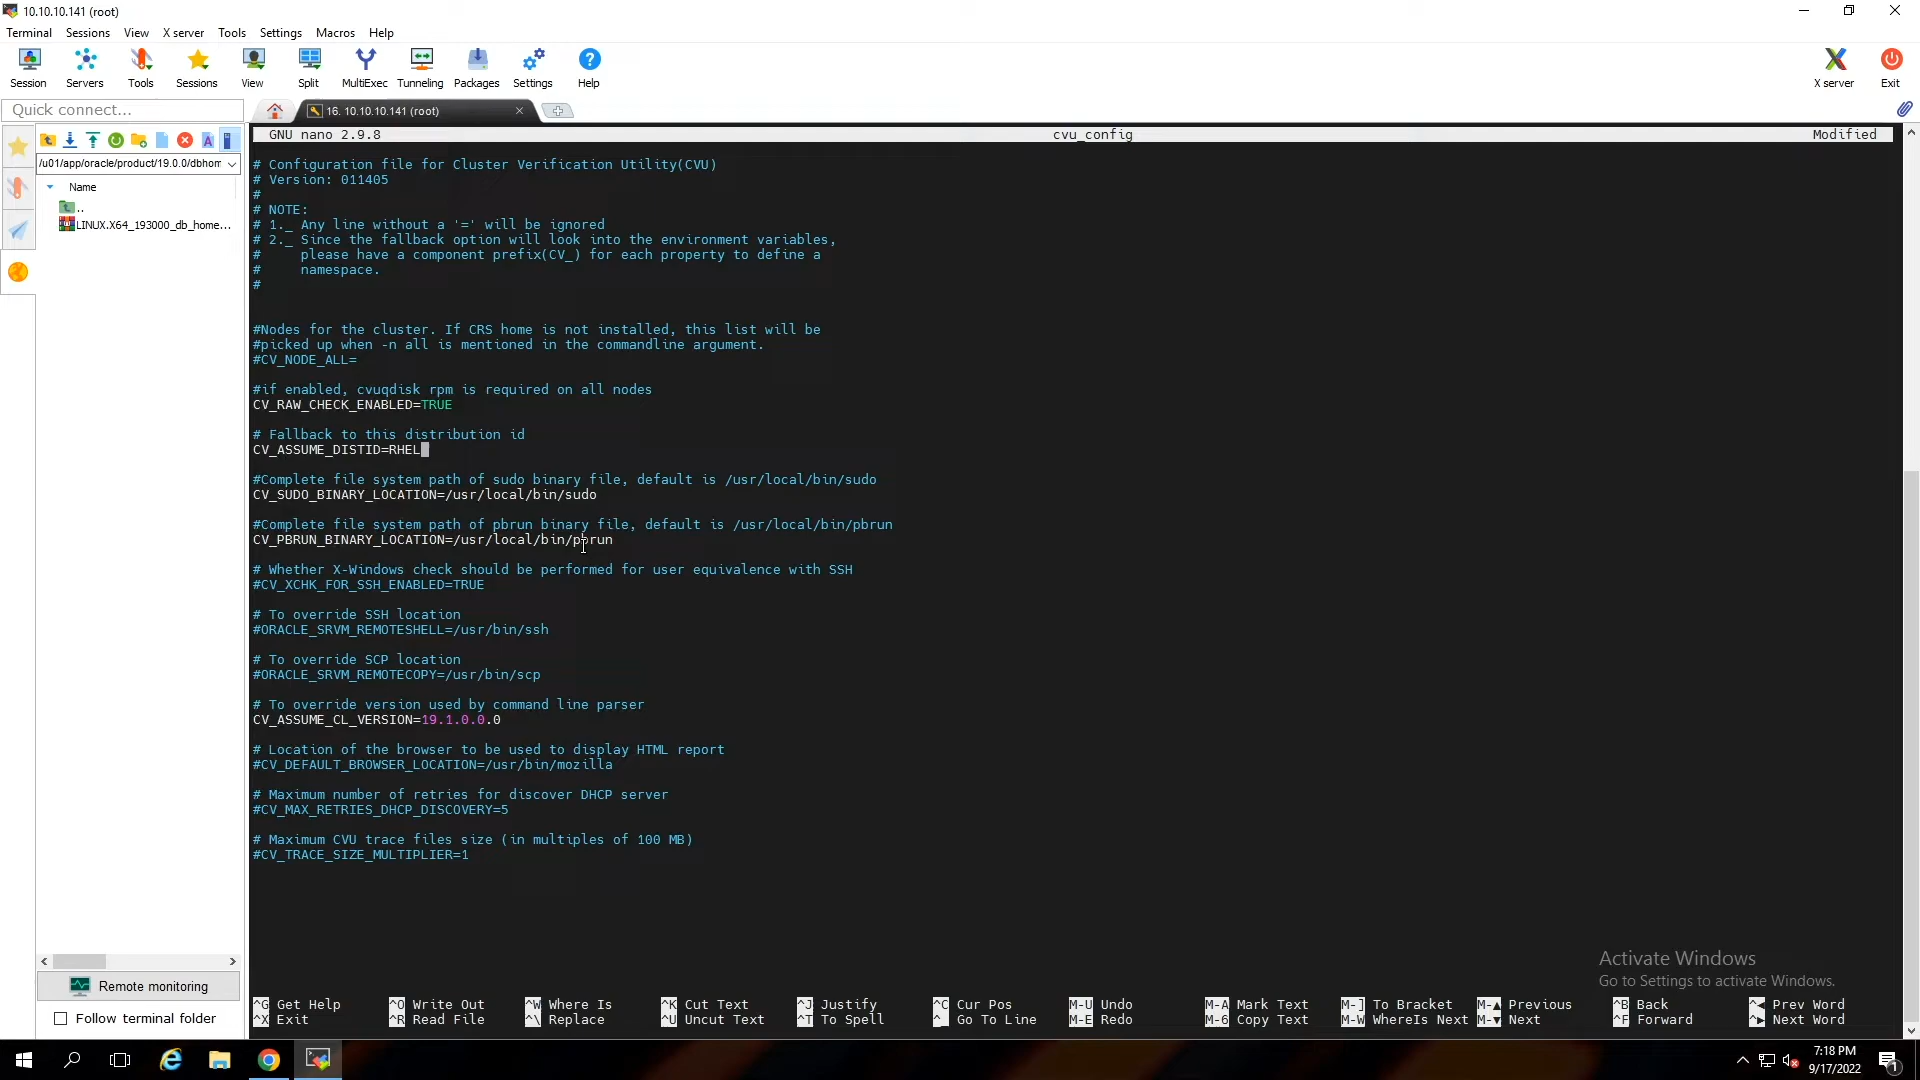 10.10.10.141 (root)
Terminal Sessions View X server Tools Settings Macros Help
Session Servers Tools Sessions View Split MultiExec Tunneling Packages Settings Help X server Exit
Quick connect...
16. 10.10.10.141 (root)
/u01/app/oracle/product/19.0.0/dbhom
Name
..
LINUX.X64_193000_db_home...
GNU nano 2.9.8 cvu_config Modified
# Configuration file for Cluster Verification Utility(CVU)
# Version: 011405
#
# NOTE:
# 1._ Any line without a '=' will be ignored
# 2._ Since the fallback option will look into the environment variables,
#     please have a component prefix(CV_) for each property to define a
#     namespace.
#
#Nodes for the cluster. If CRS home is not installed, this list will be
#picked up when -n all is mentioned in the commandline argument.
#CV_NODE_ALL=
#if enabled, cvuqdisk rpm is required on all nodes
CV_RAW_CHECK_ENABLED=TRUE
# Fallback to this distribution id
CV_ASSUME_DISTID=RHEL
#Complete file system path of sudo binary file, default is /usr/local/bin/sudo
CV_SUDO_BINARY_LOCATION=/usr/local/bin/sudo
#Complete file system path of pbrun binary file, default is /usr/local/bin/pbrun
CV_PBRUN_BINARY_LOCATION=/usr/local/bin/pbrun
# Whether X-Windows check should be performed for user equivalence with SSH
#CV_XCHK_FOR_SSH_ENABLED=TRUE
# To override SSH location
#ORACLE_SRVM_REMOTESHELL=/usr/bin/ssh
# To override SCP location
#ORACLE_SRVM_REMOTECOPY=/usr/bin/scp
# To override version used by command line parser
CV_ASSUME_CL_VERSION=19.1.0.0.0
# Location of the browser to be used to display HTML report
#CV_DEFAULT_BROWSER_LOCATION=/usr/bin/mozilla
# Maximum number of retries for discover DHCP server
#CV_MAX_RETRIES_DHCP_DISCOVERY=5
# Maximum CVU trace files size (in multiples of 100 MB)
#CV_TRACE_SIZE_MULTIPLIER=1
Activate Windows
Go to Settings to activate Windows.
Remote monitoring
Follow terminal folder
^G Get Help ^O Write Out ^W Where Is ^K Cut Text ^J Justify ^C Cur Pos M-U Undo M-A Mark Text M-] To Bracket M-▲ Previous ^B Back ^◀ Prev Word
^X Exit ^R Read File ^\ Replace ^U Uncut Text ^T To Spell ^_ Go To Line M-E Redo M-6 Copy Text M-W WhereIs Next M-▼ Next ^F Forward ^▶ Next Word
7:18 PM
9/17/2022
1